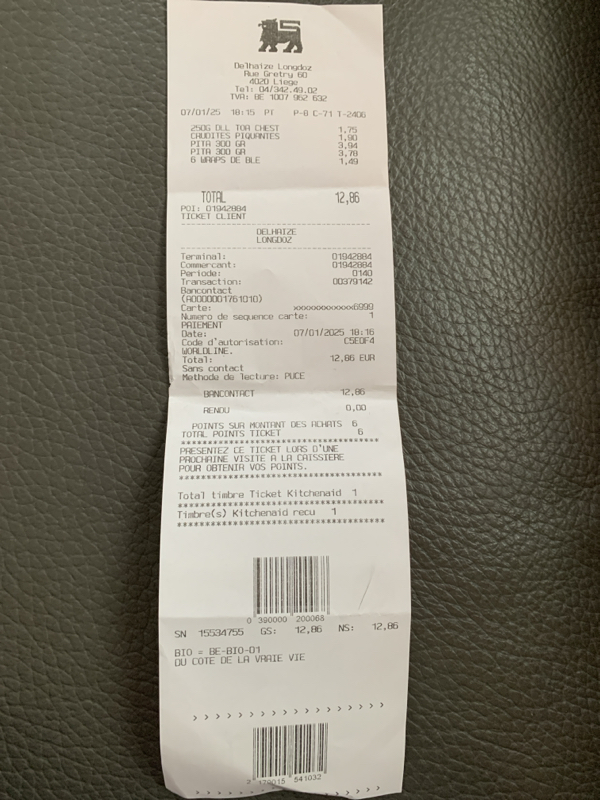 Delhaize Longdoz
Rue Gretry 60
4020 Liege
Tel: 04/342.49.02
TVA: BE 1007 962 632
07/01/25 18:15 PF P-0 C-71 T-2406
250G DLL TOA CHEST 1,75
CRUDITES PIQUANTES 1,90
PITA 300 GR 3,94
PITA 300 GR 3,78
6 WRAPS DE BLE 1,49
TOTAL 12,86
POI: 01942884
TICKET CLIENT
DELHAIZE
LONGDOZ
Terminal: 01942884
Commercant: 01942884
Periode: 0140
Transaction: 00379142
Bancontact
(A0000001761010)
Carte: xxxxxxxxxxxxx6999
Numero de sequence carte: 1
PAIEMENT
Date: 07/01/2025 18:16
Code d'autorisation: C5E0F4
WORLDLINE.
Total: 12,86 EUR
Sans contact
Methode de lecture: PUCE
BANCONTACT 12,86
RENDU 0,00
POINTS SUR MONTANT DES ACHATS 6
TOTAL POINTS TICKET 6
PRESENTEZ CE TICKET LORS D'UNE
PROCHAINE VISITE A LA CAISSIERE
POUR OBTENIR VOS POINTS.
Total timbre Ticket Kitchenaid 1
Timbre(s) Kitchenaid recu 1
0 390000 200068
SN 15534755 GS: 12,86 NS: 12,86
BIO = BE-BIO-01
DU COTE DE LA VRAIE VIE
2 170015 541032